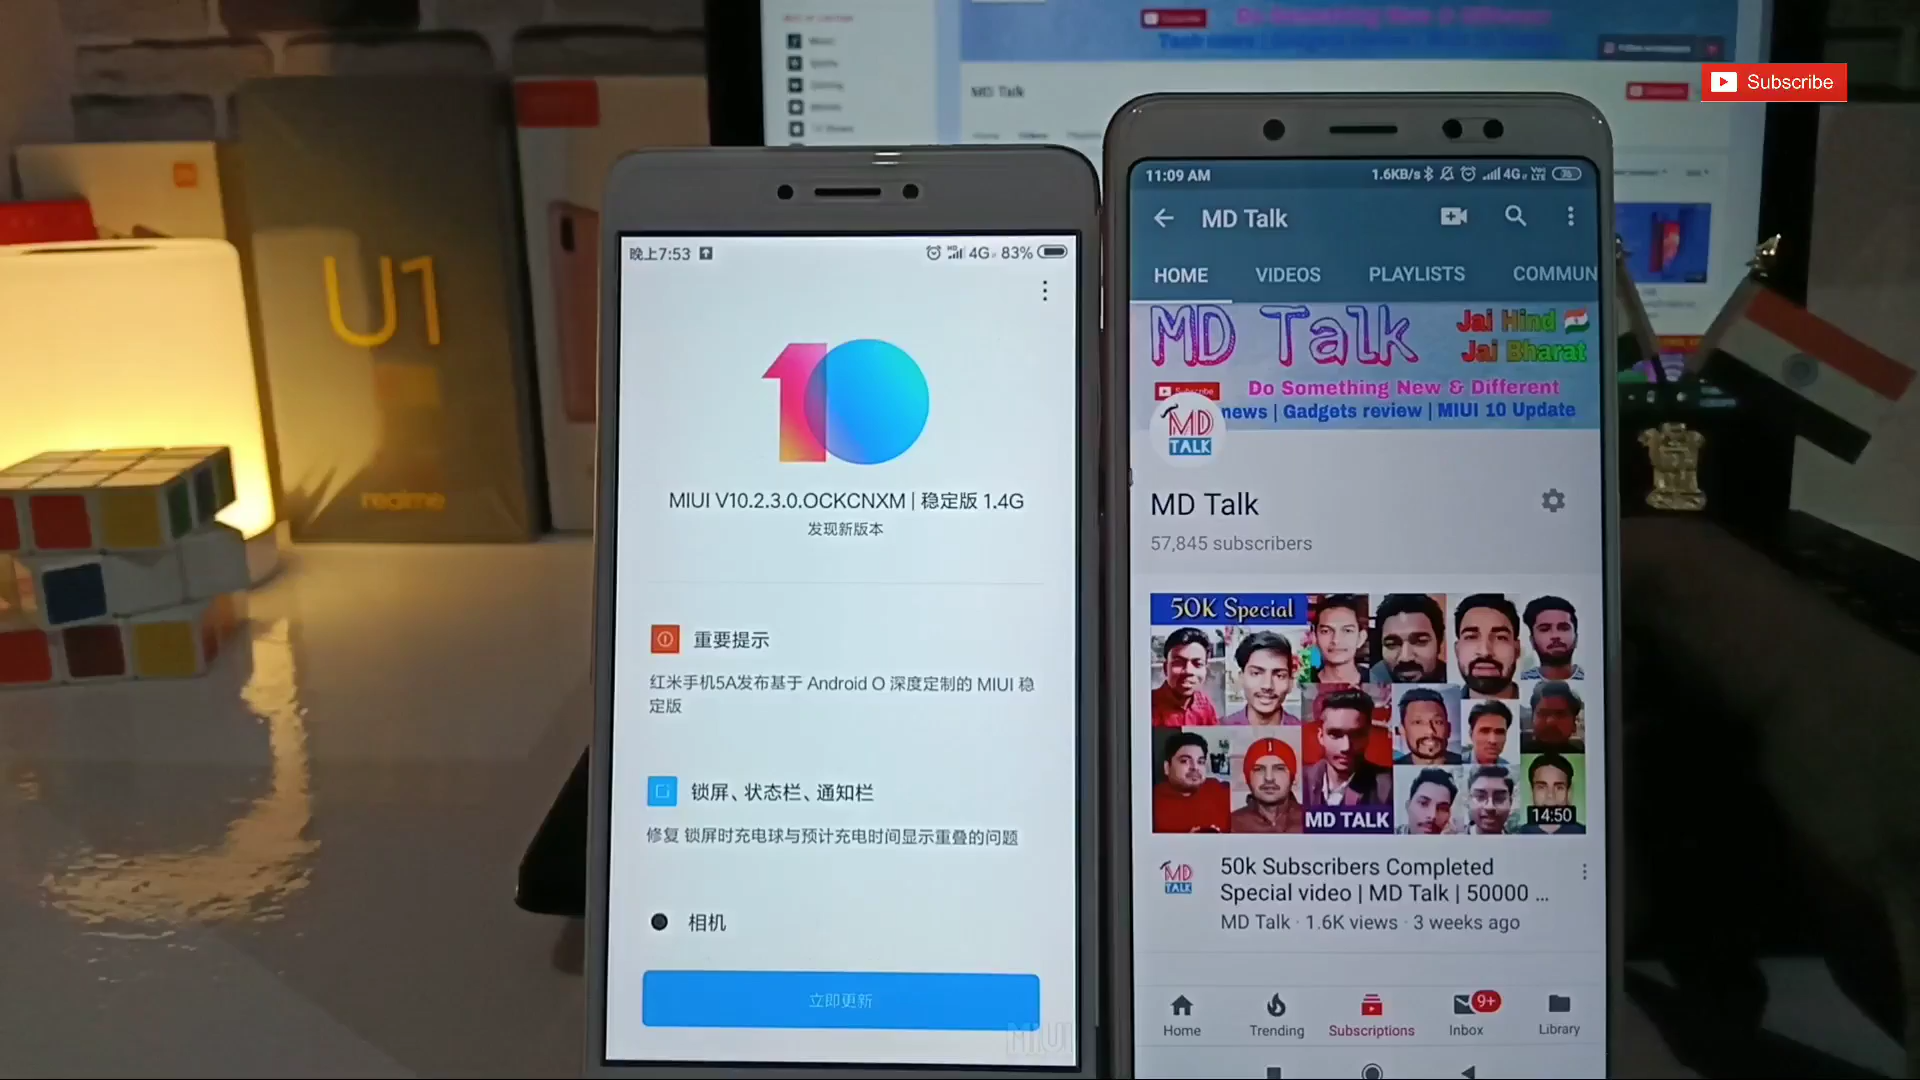 Subscribe
U1
realme
MD Talk
晚上7:53
4G 83%
10
MIUI V10.2.3.0.OCKCNXM | 稳定版 1.4G
发现新版本
重要提示
红米手机5A发布基于 Android O 深度定制的 MIUI 稳
定版
锁屏、状态栏、通知栏
修复 锁屏时充电球与预计充电时间显示重叠的问题
相机
立即更新
MIUI
11:09 AM
1.6KB/s 4G
MD Talk
HOME VIDEOS PLAYLISTS COMMUN
MD Talk
Jai Hind
Jai Bharat
Subscribe
Do Something New & Different
news | Gadgets review | MIUI 10 Update
MD
TALK
MD Talk
57,845 subscribers
50K Special
MD TALK
14:50
MD
TALK
50k Subscribers Completed
Special video | MD Talk | 50000 ...
MD Talk · 1.6K views · 3 weeks ago
9+
Home Trending Subscriptions Inbox Library